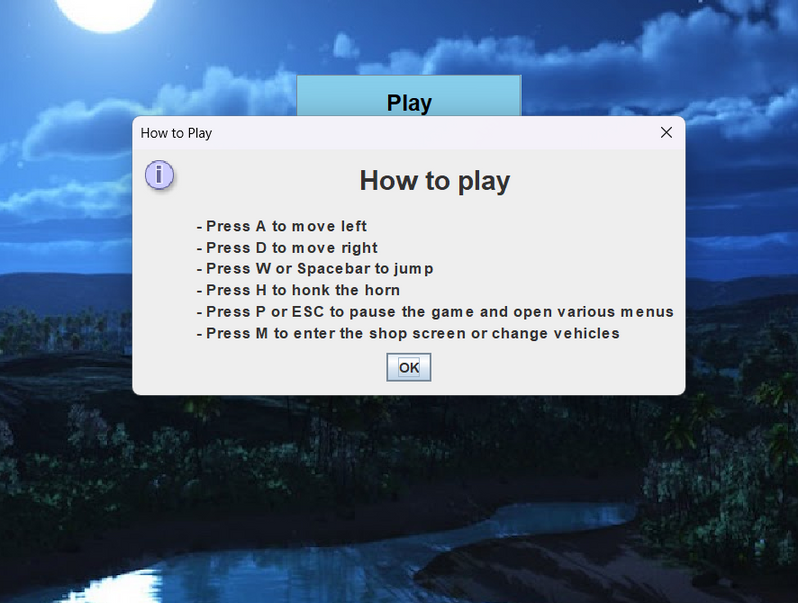 Play
How to Play
i
How to play
- Press A to move left
- Press D to move right
- Press W or Spacebar to jump
- Press H to honk the horn
- Press P or ESC to pause the game and open various menus
- Press M to enter the shop screen or change vehicles
OK